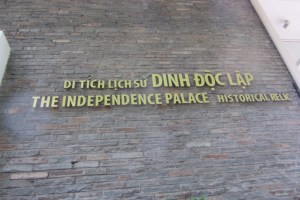 DI TÍCH LỊCH SỬ DINH ĐỘC LẬP
THE INDEPENDENCE PALACE HISTORICAL RELIC